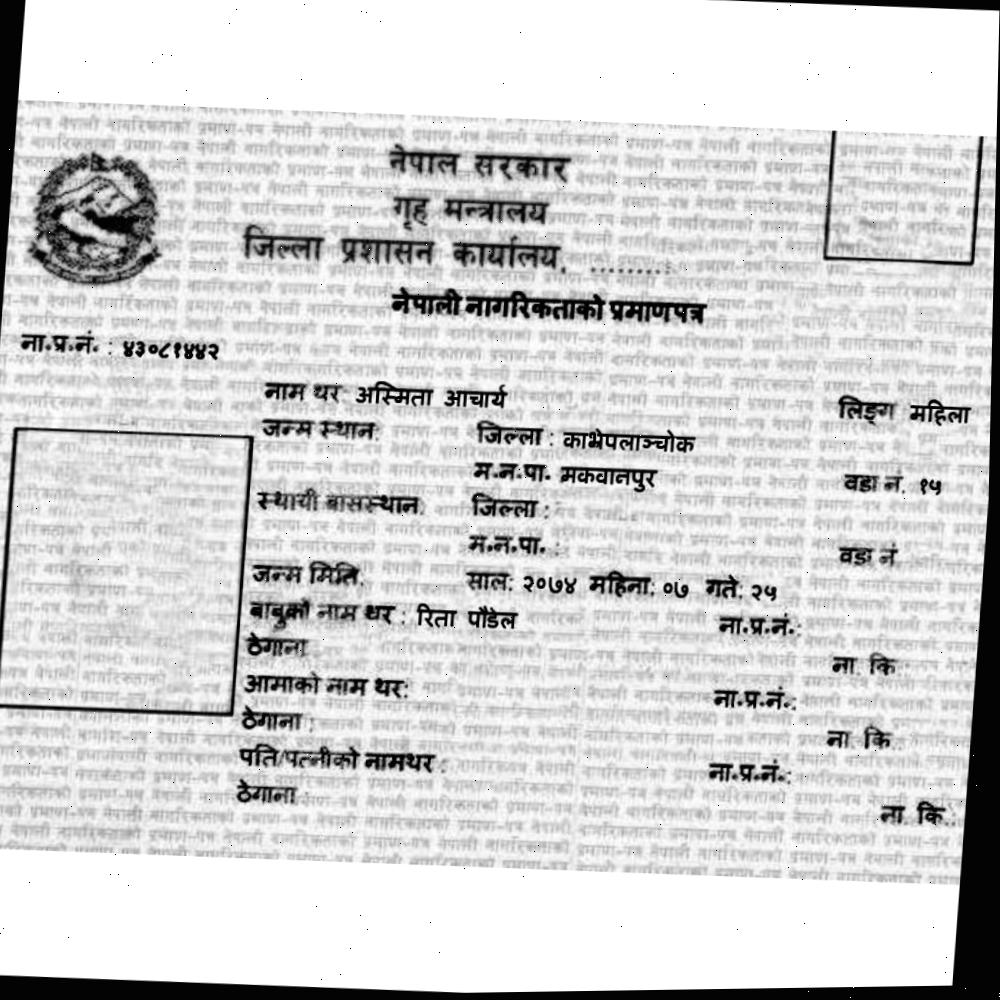 नेपाल सरकार
गृह मन्त्रालय
जिल्ला प्रशासन कार्यालय, .........
नेपाली नागरिकताको प्रमाणपत्र
ना.प्र.नं. : ४३०८१४४२
नाम थर: अस्मिता आचार्य लिङ्ग महिला
जन्म स्थान: जिल्ला : काभ्रेपलाञ्चोक
म.न.पा. मकवानपुर वडा नं. १५
स्थायी बासस्थान: जिल्ला :
म.न.पा. : वडा नं.
जन्म मिति: साल: २०७४ महिना: ०७ गते: २५
बाबुको नाम थर : रिता पौडेल ना.प्र.नं.:
ठेगाना : ना. कि.:
आमाको नाम थर: ना.प्र.नं.:
ठेगाना : ना. कि.:
पति/पत्नीको नामथर : ना.प्र.नं.:
ठेगाना : ना. कि.: